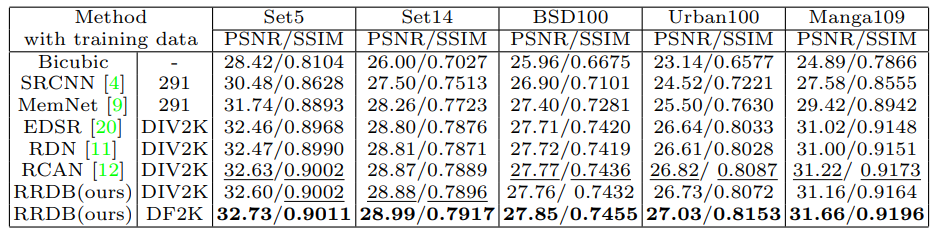 Method Set5 Set14 BSD100 Urban100 Manga109
with training data PSNR/SSIM PSNR/SSIM PSNR/SSIM PSNR/SSIM PSNR/SSIM
Bicubic - 28.42/0.8104 26.00/0.7027 25.96/0.6675 23.14/0.6577 24.89/0.7866
SRCNN [4] 291 30.48/0.8628 27.50/0.7513 26.90/0.7101 24.52/0.7221 27.58/0.8555
MemNet [9] 291 31.74/0.8893 28.26/0.7723 27.40/0.7281 25.50/0.7630 29.42/0.8942
EDSR [20] DIV2K 32.46/0.8968 28.80/0.7876 27.71/0.7420 26.64/0.8033 31.02/0.9148
RDN [11] DIV2K 32.47/0.8990 28.81/0.7871 27.72/0.7419 26.61/0.8028 31.00/0.9151
RCAN [12] DIV2K 32.63/0.9002 28.87/0.7889 27.77/0.7436 26.82/ 0.8087 31.22/ 0.9173
RRDB(ours) DIV2K 32.60/0.9002 28.88/0.7896 27.76/ 0.7432 26.73/0.8072 31.16/0.9164
RRDB(ours) DF2K 32.73/0.9011 28.99/0.7917 27.85/0.7455 27.03/0.8153 31.66/0.9196